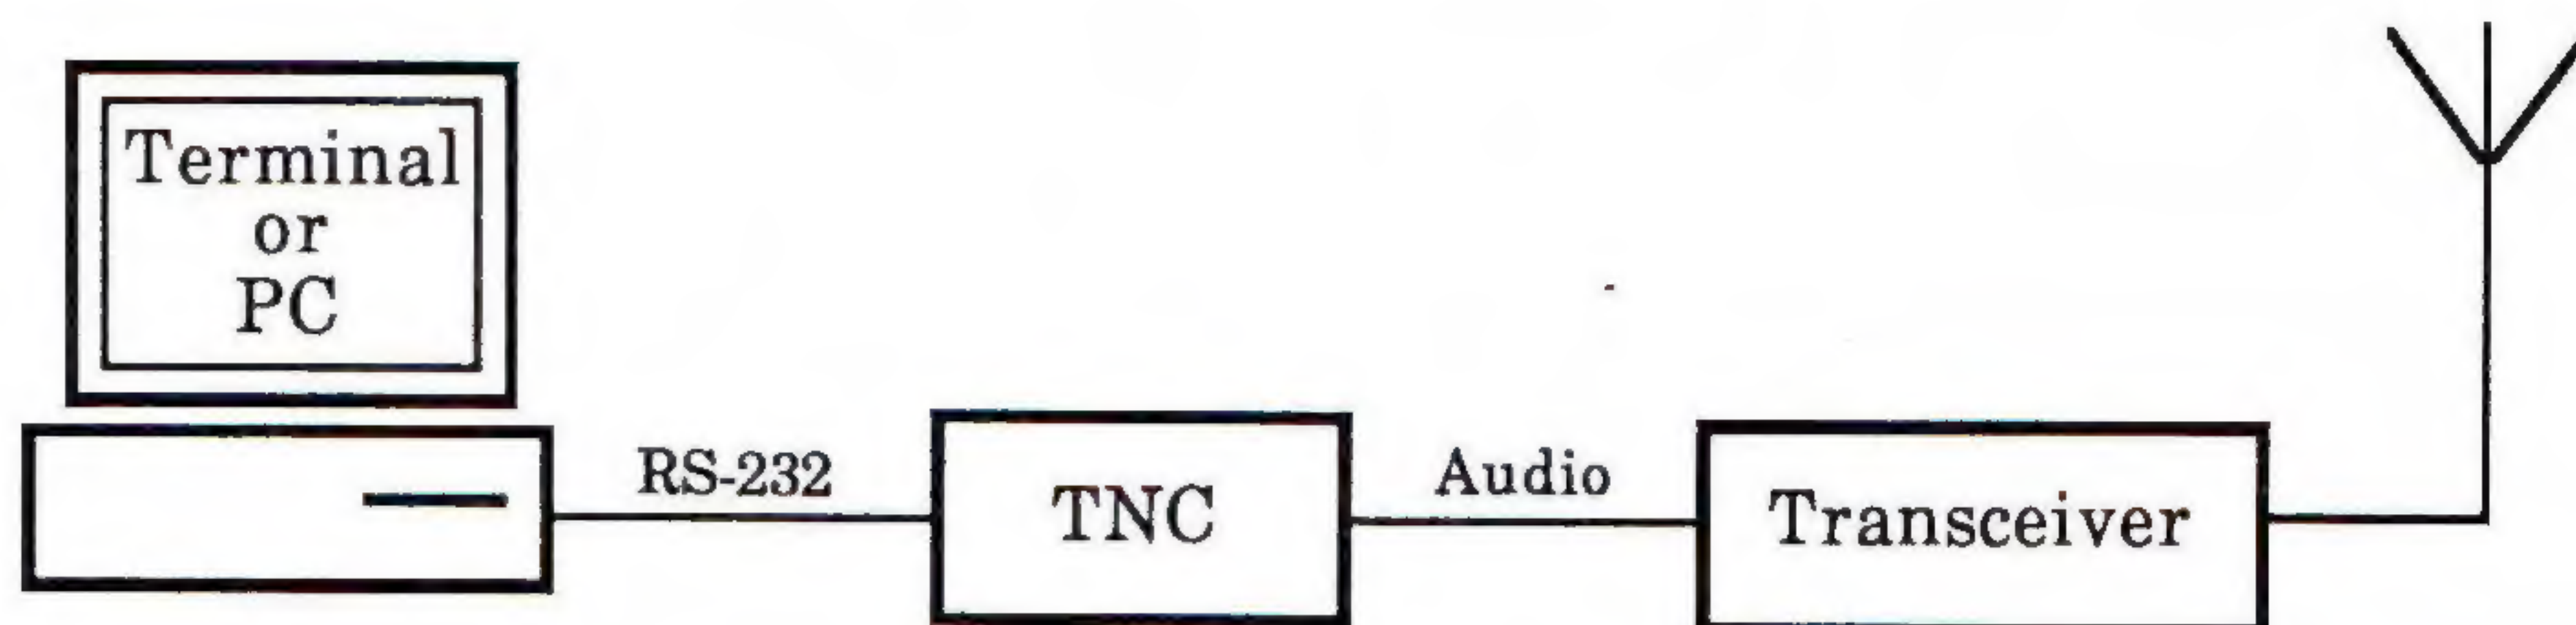 Terminal
or
PC
RS-232
TNC
Audio
Transceiver